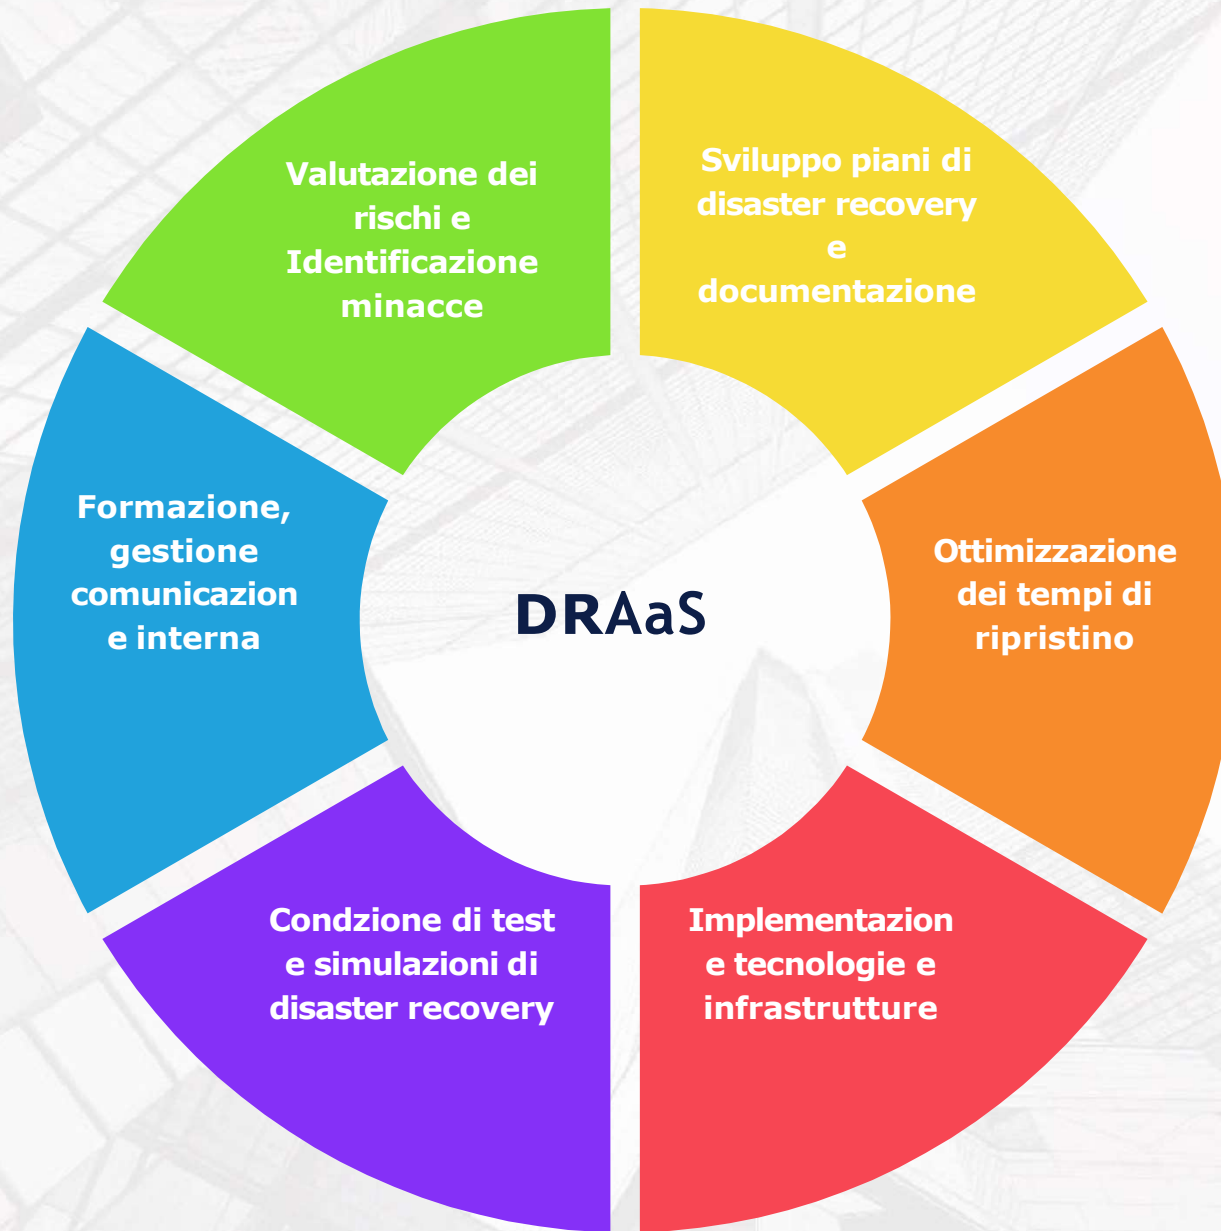 Valutazione dei
rischi e
Identificazione
minacce
Sviluppo piani di
disaster recovery
e
documentazione
Formazione,
gestione
comunicazion
e interna
DRAaS
Ottimizzazione
dei tempi di
ripristino
Condzione di test
e simulazioni di
disaster recovery
Implementazion
e tecnologie e
infrastrutture